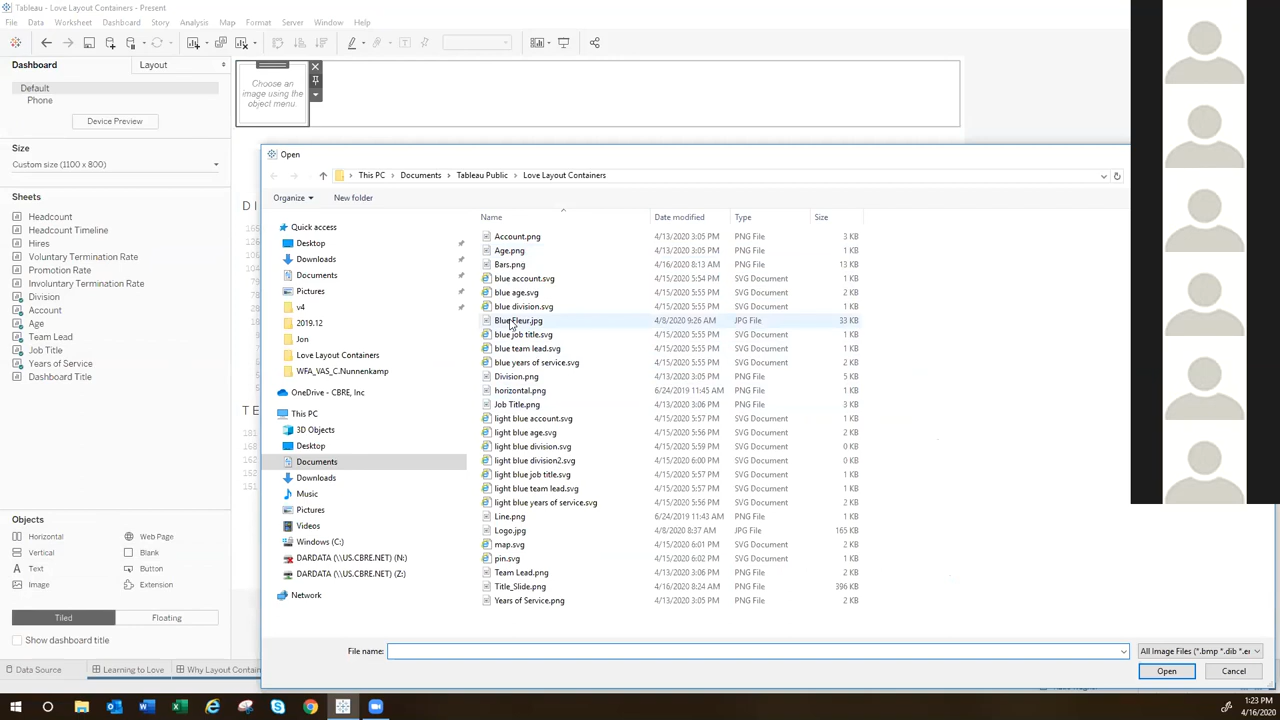 Tableau - Love Layout Containers - Present
File Data Worksheet Dashboard Story Analysis Map Format Server Window Help
Dashboard Layout
Default
Phone
Device Preview
Size
Custom size (1100 x 800)
Sheets
Headcount
Headcount Timeline
Hires
Voluntary Termination Rate
Promotion Rate
Involuntary Termination Rate
Division
Account
Age
Team Lead
Job Title
Years of Service
Dashboard Title
Objects
Horizontal Web Page
Vertical Blank
Text Button
Image Extension
Tiled Floating
Show dashboard title
Data Source Learning to Love Why Layout Contain
Choose an
image using the
object menu
Open
This PC > Documents > Tableau Public > Love Layout Containers
Organize New folder
Quick access
Desktop
Downloads
Documents
Pictures
v4
2019.12
Jon
Love Layout Containers
WFA_VAS_C.Nunnenkamp
OneDrive - CBRE, Inc
This PC
3D Objects
Desktop
Documents
Downloads
Music
Pictures
Videos
Windows (C:)
DARDATA (\\US.CBRE.NET) (N:)
DARDATA (\\US.CBRE.NET) (Z:)
Network
Name Date modified Type Size
Account.png 4/13/2020 3:05 PM PNG File 3 KB
Age.png 4/13/2020 3:05 PM PNG File 1 KB
Bars.png 4/16/2020 8:13 AM PNG File 13 KB
blue account.svg 4/15/2020 5:54 PM SVG Document 1 KB
blue age.svg 4/15/2020 5:55 PM SVG Document 2 KB
blue division.svg 4/15/2020 5:55 PM SVG Document 1 KB
Blue Fleur.jpg 4/8/2020 9:26 AM JPG File 33 KB
blue job title.svg 4/15/2020 5:55 PM SVG Document 1 KB
blue team lead.svg 4/15/2020 5:55 PM SVG Document 1 KB
blue years of service.svg 4/15/2020 5:55 PM SVG Document 2 KB
Division.png 4/13/2020 3:05 PM PNG File 5 KB
horizontal.png 6/24/2019 11:45 AM PNG File 1 KB
Job Title.png 4/13/2020 3:06 PM PNG File 3 KB
light blue account.svg 4/15/2020 5:57 PM SVG Document 1 KB
light blue age.svg 4/15/2020 5:56 PM SVG Document 2 KB
light blue division.svg 4/15/2020 5:59 PM SVG Document 0 KB
light blue division2.svg 4/15/2020 6:00 PM SVG Document 0 KB
light blue job title.svg 4/15/2020 5:57 PM SVG Document 1 KB
light blue team lead.svg 4/15/2020 5:56 PM SVG Document 1 KB
light blue years of service.svg 4/15/2020 5:56 PM SVG Document 2 KB
Line.png 6/24/2019 11:43 AM PNG File 1 KB
Logo.jpg 4/8/2020 8:37 AM JPG File 165 KB
map.svg 4/15/2020 6:01 PM SVG Document 2 KB
pin.svg 4/15/2020 6:02 PM SVG Document 1 KB
Team Lead.png 4/13/2020 3:06 PM PNG File 2 KB
Title_Slide.png 4/16/2020 8:24 AM PNG File 396 KB
Years of Service.png 4/13/2020 3:05 PM PNG File 2 KB
File name: All Image Files (*.bmp *.dib *.e
Open Cancel
1:23 PM
4/16/2020